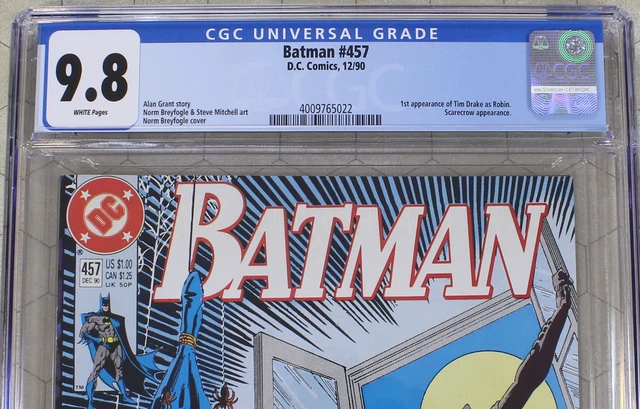 CGC UNIVERSAL GRADE
Batman #457
D.C. Comics, 12/90
9.8
WHITE Pages
Alan Grant story
Norm Breyfogle & Steve Mitchell art
Norm Breyfogle cover
4009765022
1st appearance of Tim Drake as Robin.
Scarecrow appearance.
CGC
DC
BATMAN
457
DEC 90
US $1.00
CAN $1.25
UK 50P
TM